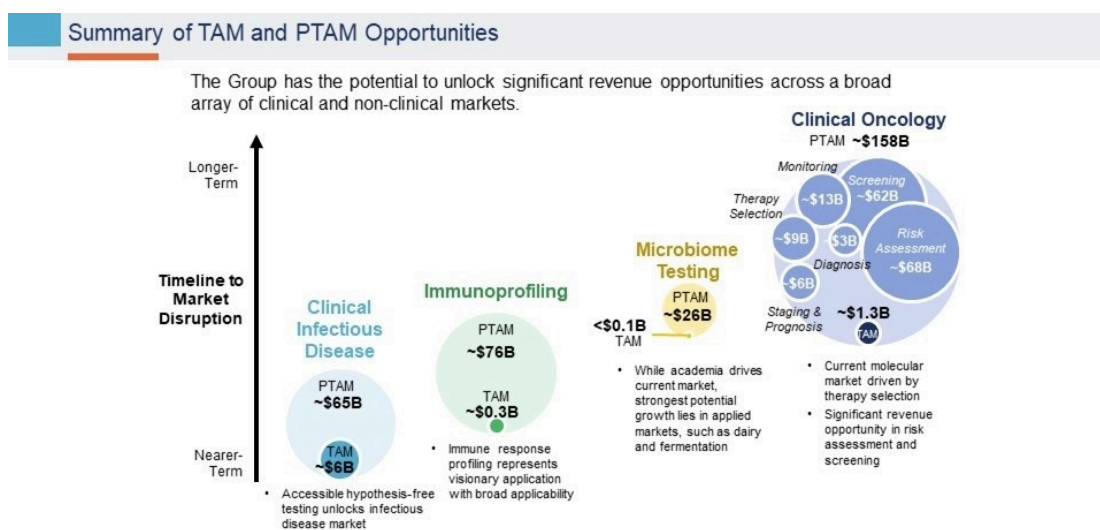 Summary of TAM and PTAM Opportunities
The Group has the potential to unlock significant revenue opportunities across a broad
array of clinical and non-clinical markets.
Longer-
Term
Timeline to
Market
Disruption
Nearer-
Term
Clinical
Infectious
Disease
PTAM
~$65B
TAM
~$6B
• Accessible hypothesis-free
testing unlocks infectious
disease market
Immunoprofiling
PTAM
~$76B
TAM
~$0.3B
• Immune response
profiling represents
visionary application
with broad applicability
Microbiome
Testing
PTAM
~$26B
<$0.1B
TAM
• While academia drives
current market,
strongest potential
growth lies in applied
markets, such as dairy
and fermentation
Clinical Oncology
PTAM ~$158B
Monitoring
~$13B
Screening
~$62B
Therapy
Selection
~$9B
~$3B
Diagnosis
Risk
Assessment
~$68B
~$6B
Staging &
Prognosis
~$1.3B
TAM
• Current molecular
market driven by
therapy selection
• Significant revenue
opportunity in risk
assessment and
screening